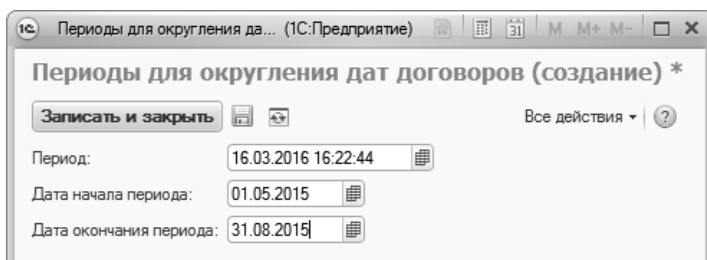 1С Периоды для округления да... (1С:Предприятие) 31 M M+ M-
Периоды для округления дат договоров (создание) *
Записать и закрыть Все действия ?
Период: 16.03.2016 16:22:44
Дата начала периода: 01.05.2015
Дата окончания периода: 31.08.2015